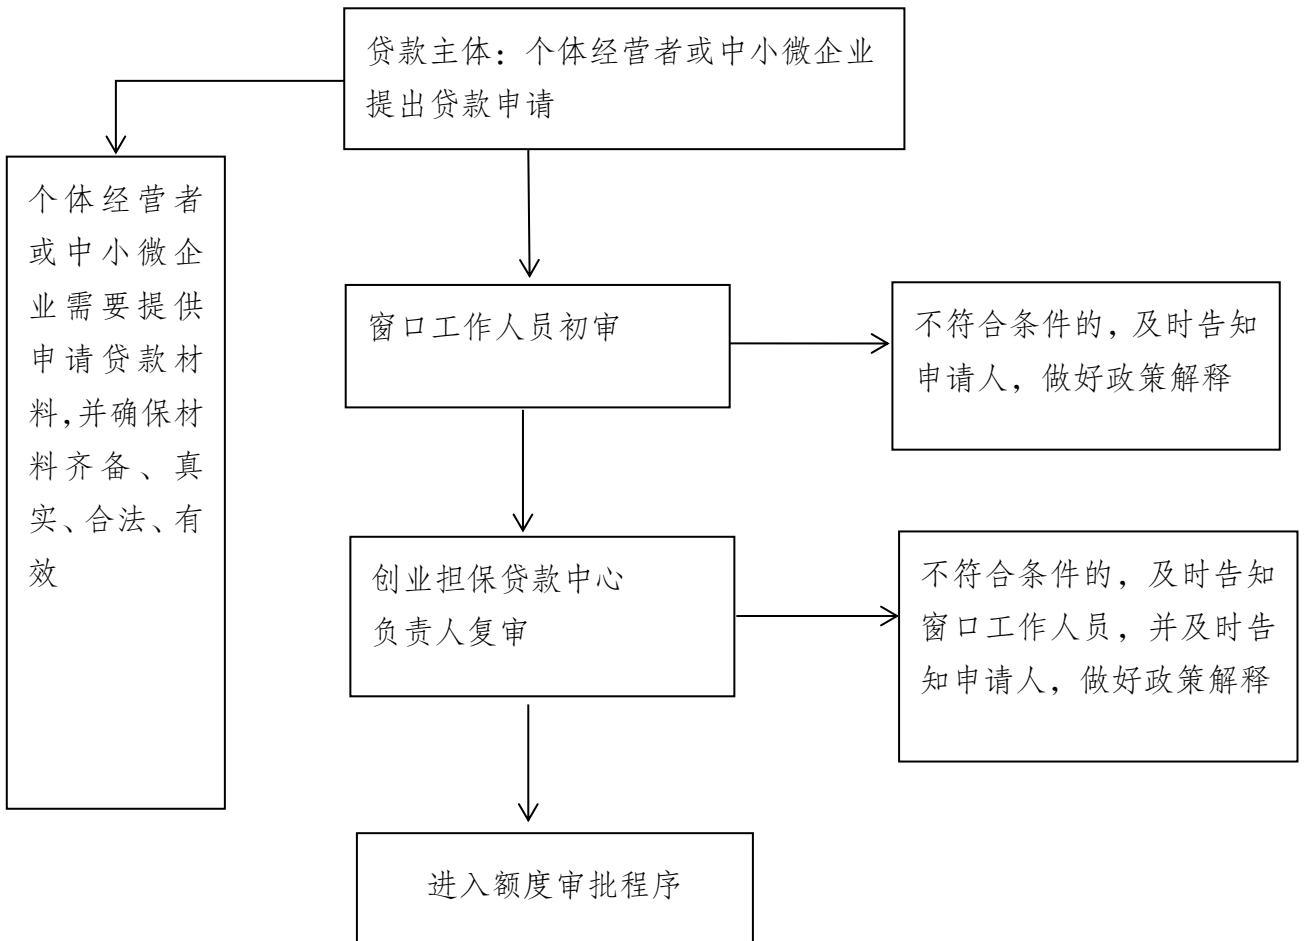 贷款主体：个体经营者或中小微企业
提出贷款申请
个体经营者
或中小微企
业需要提供
申请贷款材
料，并确保材
料齐备、真
实、合法、有
效
窗口工作人员初审
不符合条件的，及时告知
申请人，做好政策解释
创业担保贷款中心
负责人复审
不符合条件的，及时告知
窗口工作人员，并及时告
知申请人，做好政策解释
进入额度审批程序